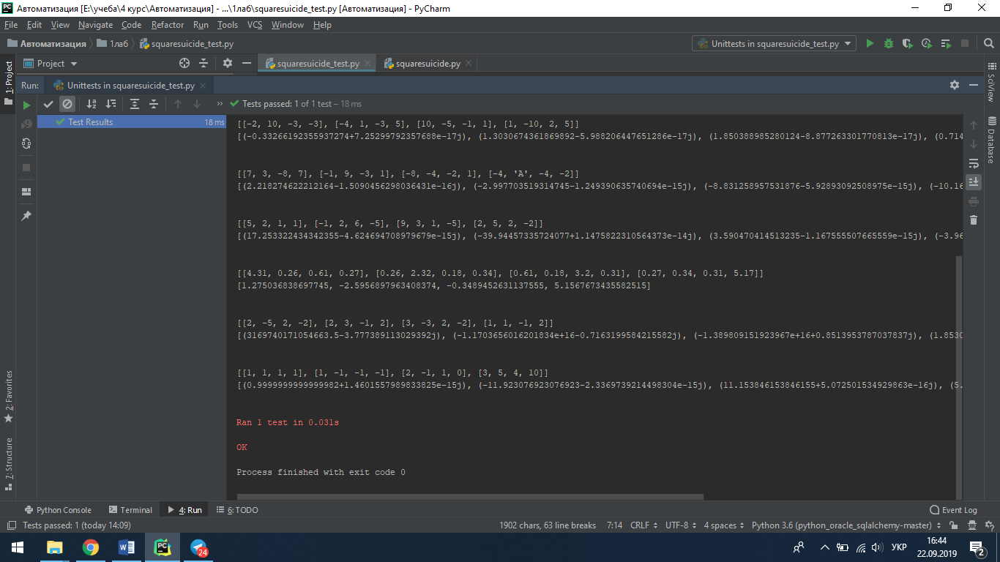 Автоматизация [E:\учеба\4 курс\Автоматизация] - ...\1лаб\squaresuicide_test.py [Автоматизация] - PyCharm
File Edit View Navigate Code Refactor Run Tools VCS Window Help
Автоматизация 1лаб squaresuicide_test.py Unittests in squaresuicide_test.py
1: Project
Project squaresuicide_test.py squaresuicide.py
SciView
Run: Unittests in squaresuicide_test.py
» Tests passed: 1 of 1 test – 18 ms
Test Results 18 ms
Database
[[-2, 10, -3, -3], [-4, 1, -3, 5], [10, -5, -1, 1], [1, -10, 2, 5]]
[(-0.33266192355937274+7.25299792357688e-17j), (1.3030674361869892-5.988206447651286e-17j), (1.850388985280124-8.877263301770813e-17j), (0.714
[[7, 3, -8, 7], [-1, 9, -3, 1], [-8, -4, -2, 1], [-4, 'A', -4, -2]]
[(2.218274622212164-1.5090456298036431e-16j), (-2.997703519314745-1.249390635740694e-15j), (-8.831258957531876-5.92893092508975e-15j), (-10.16
[[5, 2, 1, 1], [-1, 2, 6, -5], [9, 3, 1, -5], [2, 5, 2, -2]]
[(17.253322434342355-4.624694708979679e-15j), (-39.94457335724077+1.1475822310564373e-14j), (3.590470414513235-1.167555507665559e-15j), (-3.96
[[4.31, 0.26, 0.61, 0.27], [0.26, 2.32, 0.18, 0.34], [0.61, 0.18, 3.2, 0.31], [0.27, 0.34, 0.31, 5.17]]
[1.275036838697745, -2.5956897963408374, -0.3489452631137555, 5.1567673435582515]
[[2, -5, 2, -2], [2, 3, -1, 2], [3, -3, 2, -2], [1, 1, -1, 2]]
[(3169740171054663.5-3.777389113029392j), (-1.1703656016201834e+16-0.7163199584215582j), (-1.389809151923967e+16+0.8513953787037837j), (1.8530
[[1, 1, 1, 1], [1, -1, -1, -1], [2, -1, 1, 0], [3, 5, 4, 10]]
[(0.9999999999999982+1.4601557989833825e-15j), (-11.923076923076923-2.3369739214498304e-15j), (11.153846153846155+5.072501534929863e-16j), (5.
Ran 1 test in 0.031s
OK
Process finished with exit code 0
2: Favorites
7: Structure
Python Console Terminal 4: Run 6: TODO Event Log
Tests passed: 1 (today 14:09) 1902 chars, 63 line breaks 7:14 CRLF UTF-8 4 spaces Python 3.6 (python_oracle_sqlalchemy-master)
PC W PC 24 УКР 16:44
22.09.2019 2